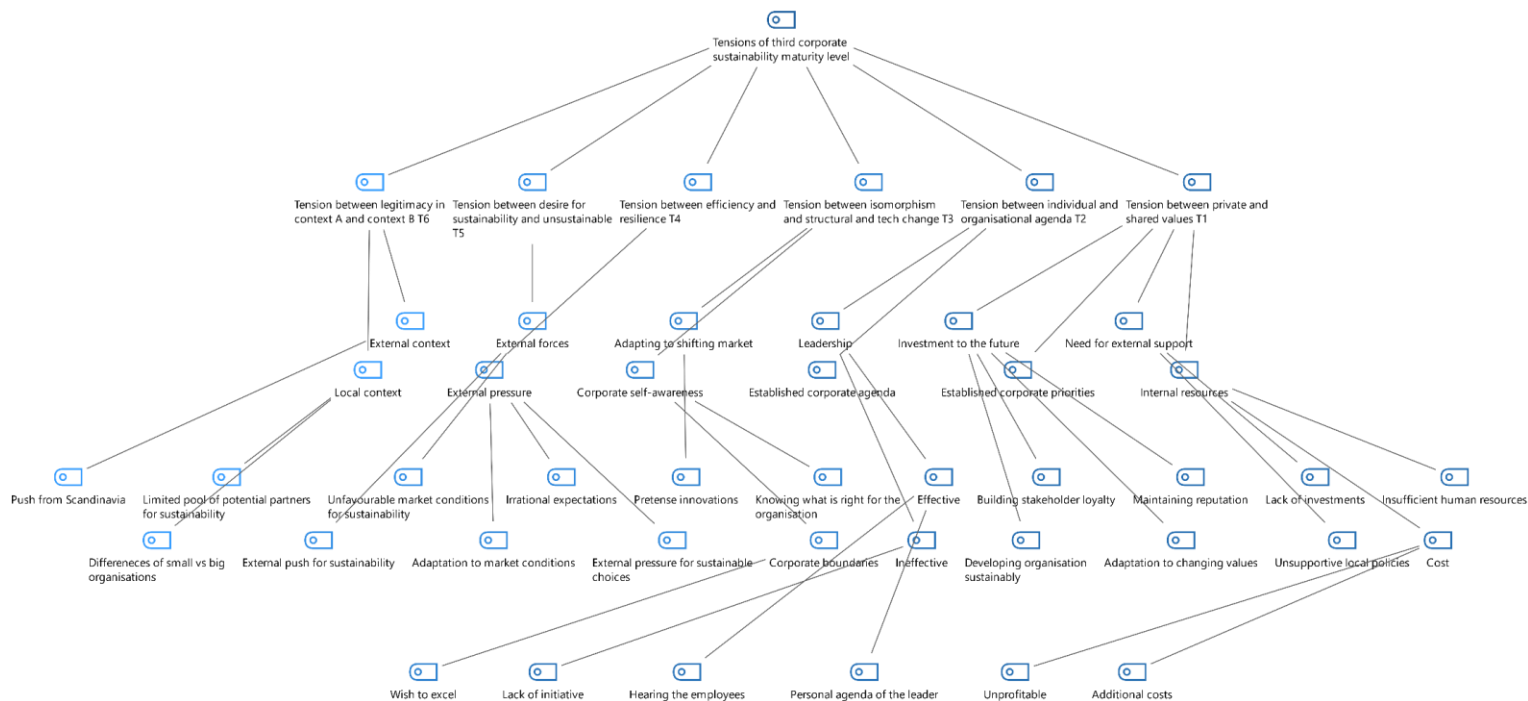 Tensions of third corporate
sustainability maturity level
Tension between legitimacy in
context A and context B T6
Tension between desire for
sustainability and unsustainable
T5
Tension between efficiency and
resilience T4
Tension between isomorphism
and structural and tech change T3
Tension between individual and
organisational agenda T2
Tension between private and
shared values T1
External context
External forces
Adapting to shifting market
Leadership
Investment to the future
Need for external support
Local context
External pressure
Corporate self-awareness
Established corporate agenda
Established corporate priorities
Internal resources
Push from Scandinavia
Limited pool of potential partners
for sustainability
Unfavourable market conditions
for sustainability
Irrational expectations
Pretense innovations
Knowing what is right for the
organisation
Effective
Building stakeholder loyalty
Maintaining reputation
Lack of investments
Insufficient human resources
Differences of small vs big
organisations
External push for sustainability
Adaptation to market conditions
External pressure for sustainable
choices
Corporate boundaries
Ineffective
Developing organisation
sustainably
Adaptation to changing values
Unsupportive local policies
Cost
Wish to excel
Lack of initiative
Hearing the employees
Personal agenda of the leader
Unprofitable
Additional costs